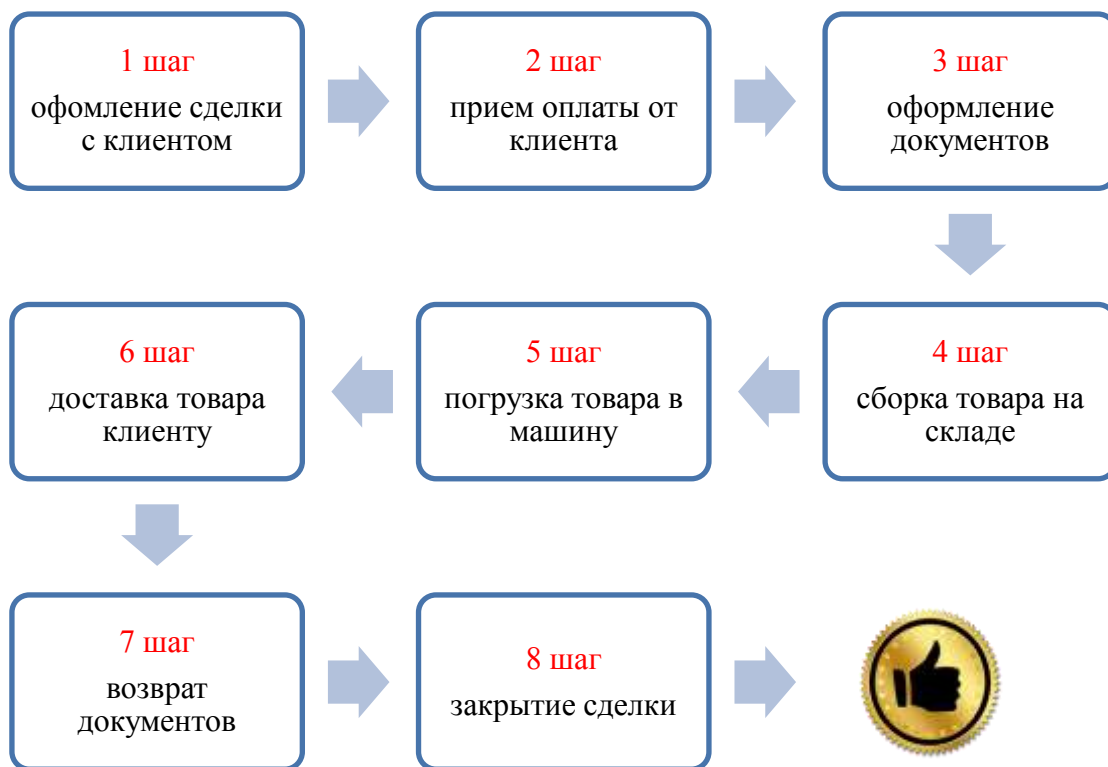 1 шаг
офомление сделки
с клиентом
2 шаг
прием оплаты от
клиента
3 шаг
оформление
документов
4 шаг
сборка товара на
складе
5 шаг
погрузка товара в
машину
6 шаг
доставка товара
клиенту
7 шаг
возврат
документов
8 шаг
закрытие сделки